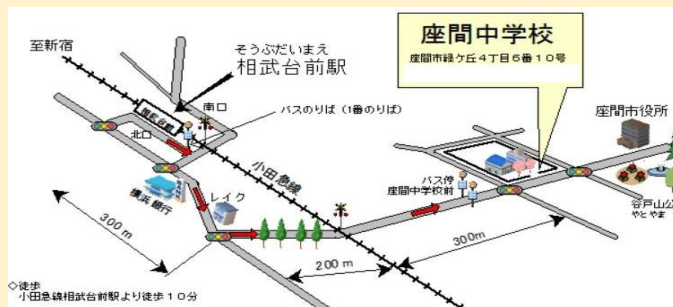 至新宿
そうぶだいまえ
相武台前駅
座間中学校
座間市緑ケ丘4丁目6番10号
南口
バスのりば（1番のりば）
相武台前
北口
座間市役所
小田急線
バス停
座間中学校前
横浜銀行
レイク
谷戸山公
やとやま
300m
200m
300m
◇徒歩
小田急線相武台前駅より徒歩10分